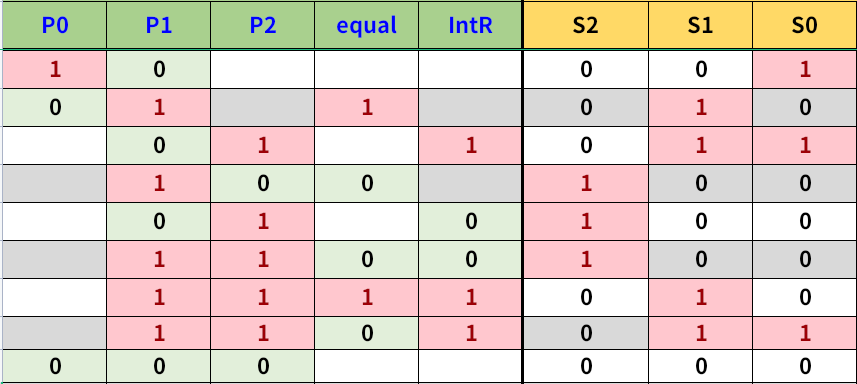 P0 P1 P2 equal IntR S2 S1 S0
1 0 0 0 1
0 1 1 0 1 0
0 1 1 0 1 1
1 0 0 1 0 0
0 1 0 1 0 0
1 1 0 0 1 0 0
1 1 1 1 0 1 0
1 1 0 1 0 1 1
0 0 0 0 0 0